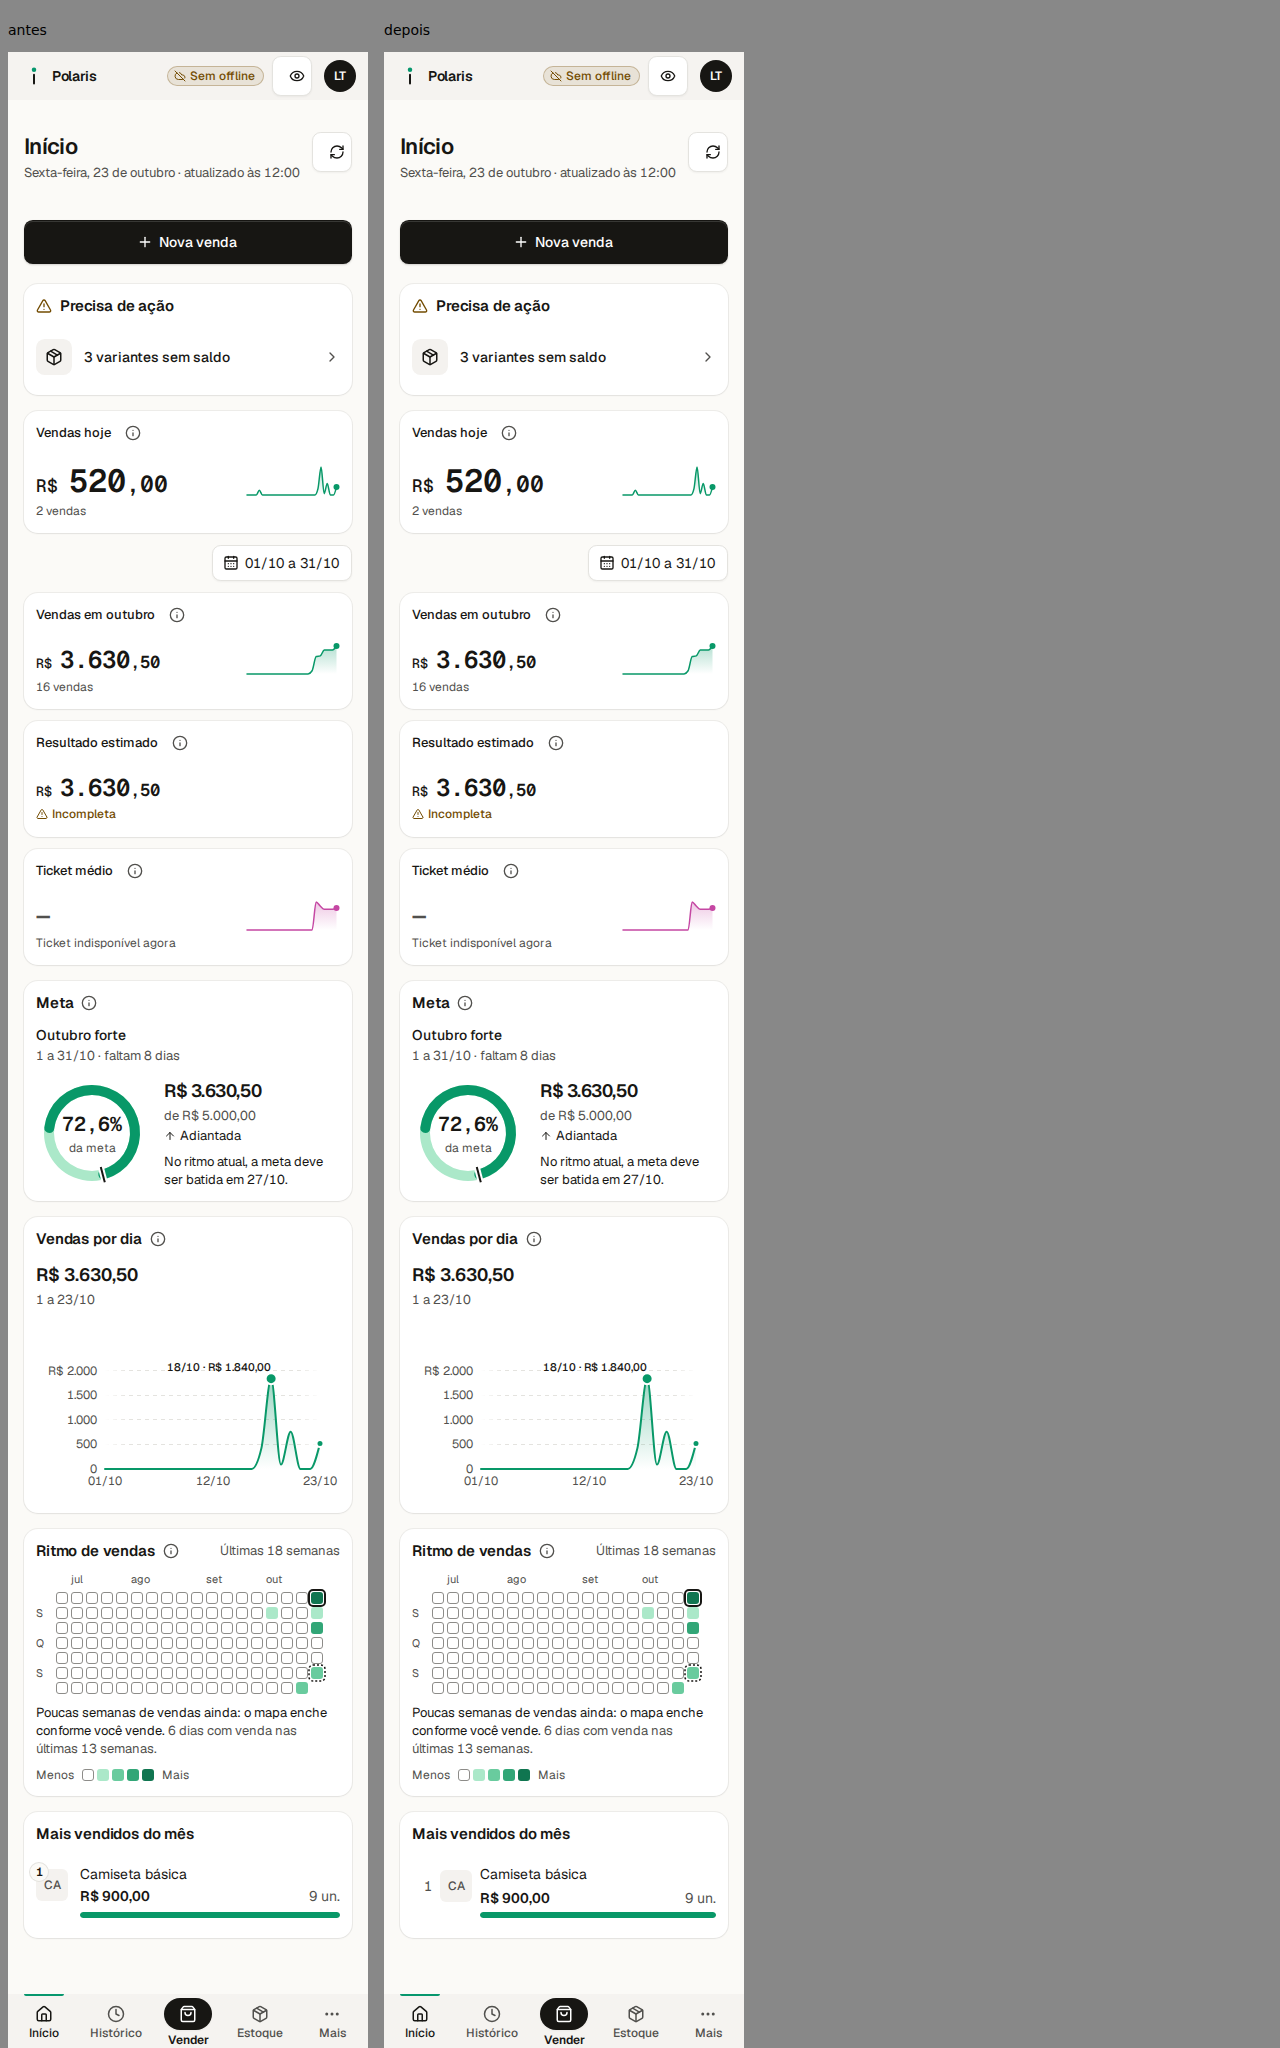 antes
Polaris
Sem offline
LT
Início
Sexta-feira, 23 de outubro · atualizado às 12:00
Nova venda
Precisa de ação
3 variantes sem saldo
Vendas hoje
R$ 520,00
2 vendas
01/10 a 31/10
Vendas em outubro
R$ 3.630,50
16 vendas
Resultado estimado
R$ 3.630,50
Incompleta
Ticket médio
—
Ticket indisponível agora
Meta
Outubro forte
1 a 31/10 · faltam 8 dias
72,6%
da meta
R$ 3.630,50
de R$ 5.000,00
Adiantada
No ritmo atual, a meta deve
ser batida em 27/10.
Vendas por dia
R$ 3.630,50
1 a 23/10
18/10 · R$ 1.840,00
R$ 2.000
1.500
1.000
500
0
01/10 12/10 23/10
Ritmo de vendas
Últimas 18 semanas
jul ago set out
S
Q
S
Poucas semanas de vendas ainda: o mapa enche
conforme você vende. 6 dias com venda nas
últimas 13 semanas.
Menos Mais
Mais vendidos do mês
1
CA
Camiseta básica
R$ 900,00 9 un.
Início Histórico Vender Estoque Mais
depois
Polaris
Sem offline
LT
Início
Sexta-feira, 23 de outubro · atualizado às 12:00
Nova venda
Precisa de ação
3 variantes sem saldo
Vendas hoje
R$ 520,00
2 vendas
01/10 a 31/10
Vendas em outubro
R$ 3.630,50
16 vendas
Resultado estimado
R$ 3.630,50
Incompleta
Ticket médio
—
Ticket indisponível agora
Meta
Outubro forte
1 a 31/10 · faltam 8 dias
72,6%
da meta
R$ 3.630,50
de R$ 5.000,00
Adiantada
No ritmo atual, a meta deve
ser batida em 27/10.
Vendas por dia
R$ 3.630,50
1 a 23/10
18/10 · R$ 1.840,00
R$ 2.000
1.500
1.000
500
0
01/10 12/10 23/10
Ritmo de vendas
Últimas 18 semanas
jul ago set out
S
Q
S
Poucas semanas de vendas ainda: o mapa enche
conforme você vende. 6 dias com venda nas
últimas 13 semanas.
Menos Mais
Mais vendidos do mês
1
CA
Camiseta básica
R$ 900,00 9 un.
Início Histórico Vender Estoque Mais